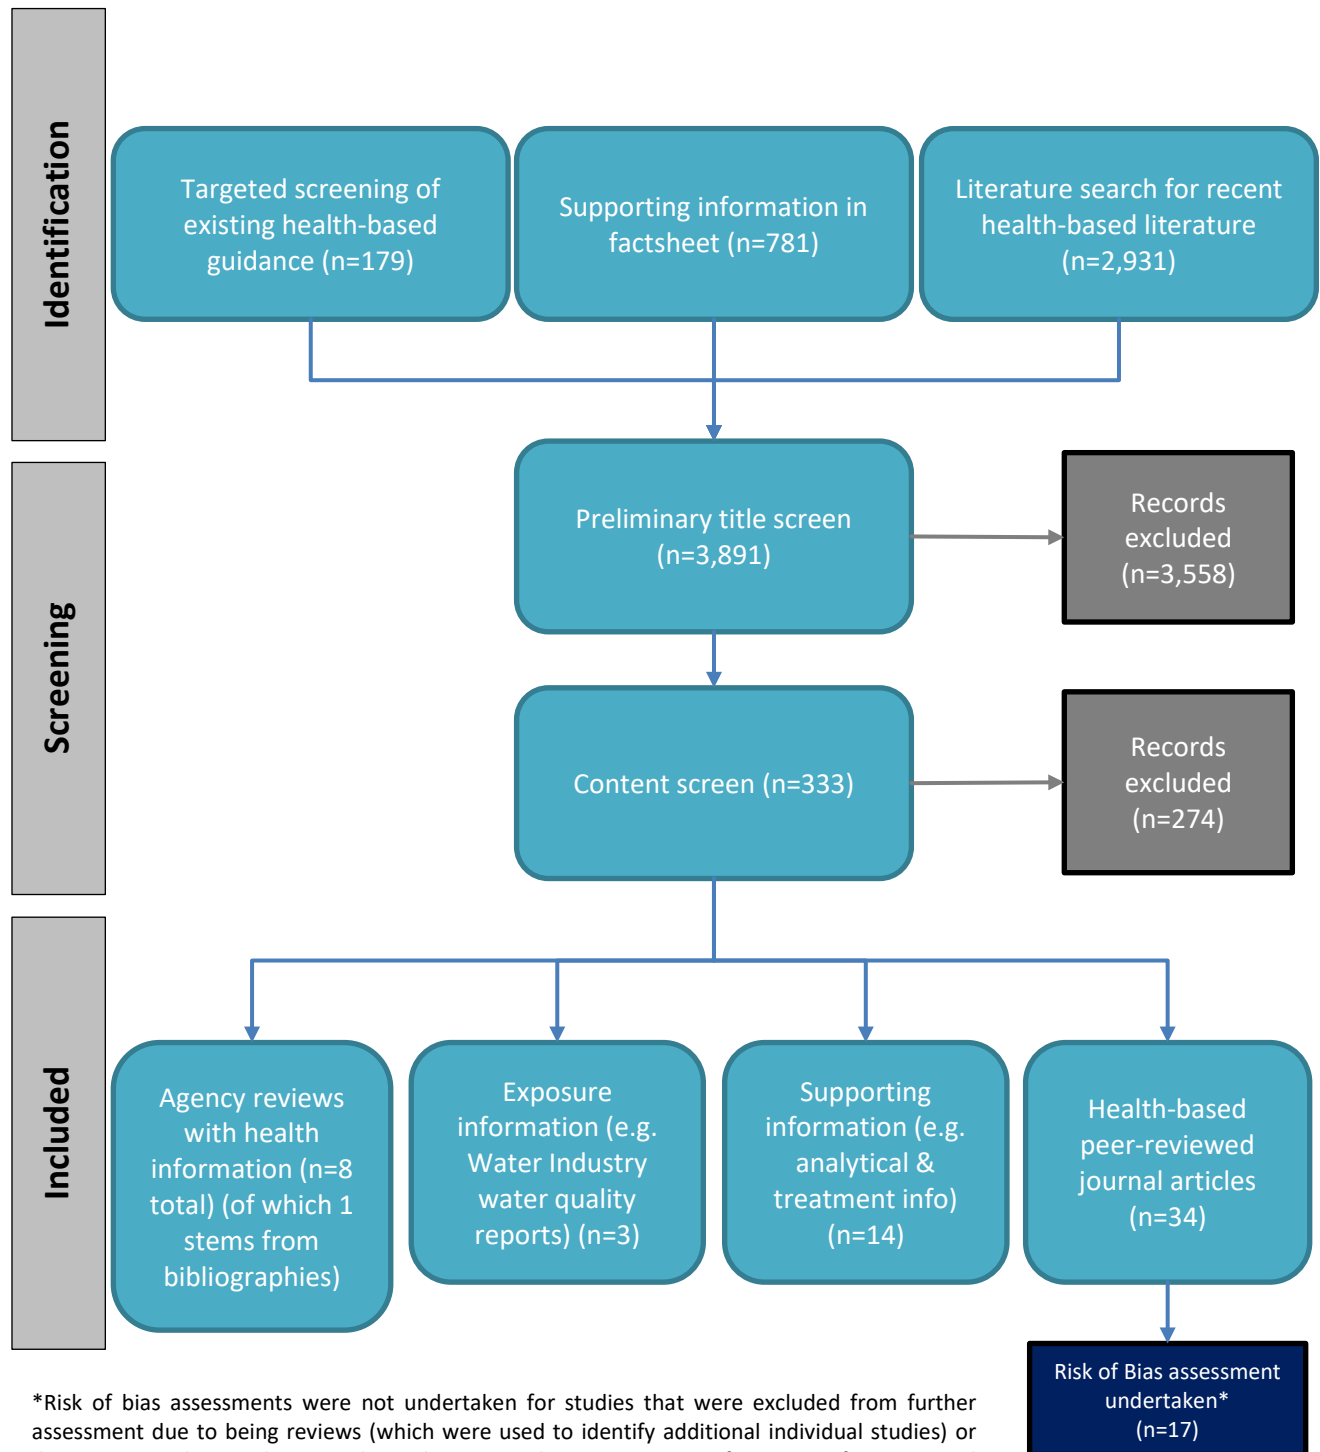 Identification
Targeted screening of
existing health-based
guidance (n=179)
Supporting information in
factsheet (n=781)
Literature search for recent
health-based literature
(n=2,931)
Screening
Preliminary title screen
(n=3,891)
Records
excluded
(n=3,558)
Content screen (n=333)
Records
excluded
(n=274)
Included
Agency reviews
with health
information (n=8
total) (of which 1
stems from
bibliographies)
Exposure
information (e.g.
Water Industry
water quality
reports) (n=3)
Supporting
information (e.g.
analytical &
treatment info)
(n=14)
Health-based
peer-reviewed
journal articles
(n=34)
Risk of Bias assessment
undertaken*
(n=17)
*Risk of bias assessments were not undertaken for studies that were excluded from further
assessment due to being reviews (which were used to identify additional individual studies) or